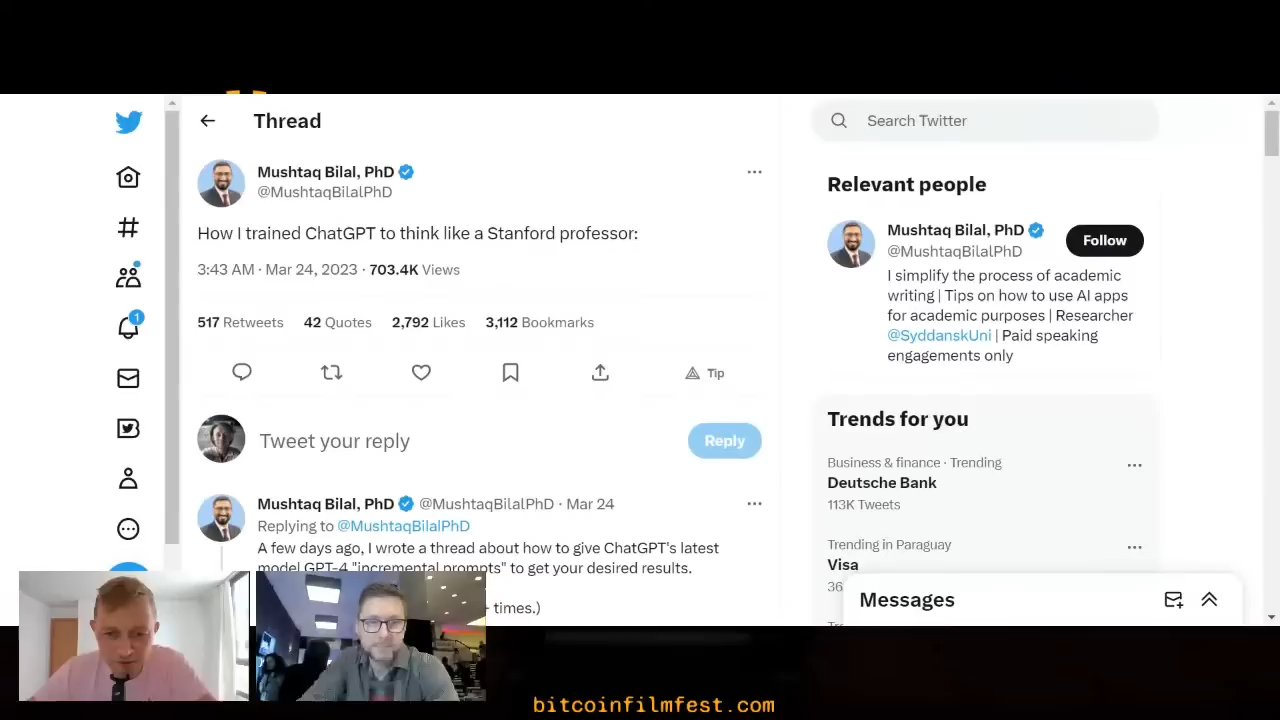 Thread
Mushtaq Bilal, PhD
@MushtaqBilalPhD
How I trained ChatGPT to think like a Stanford professor:
3:43 AM · Mar 24, 2023 · 703.4K Views
517 Retweets 42 Quotes 2,792 Likes 3,112 Bookmarks
Tip
Tweet your reply
Reply
Mushtaq Bilal, PhD @MushtaqBilalPhD · Mar 24
Replying to @MushtaqBilalPhD
A few days ago, I wrote a thread about how to give ChatGPT's latest
model GPT-4 "incremental prompts" to get your desired results.
times.)
1
Search Twitter
Relevant people
Mushtaq Bilal, PhD
@MushtaqBilalPhD
Follow
I simplify the process of academic
writing | Tips on how to use AI apps
for academic purposes | Researcher
@SyddanskUni | Paid speaking
engagements only
Trends for you
Business & finance · Trending
Deutsche Bank
113K Tweets
Trending in Paraguay
Visa
Messages
bitcoinfilmfest.com